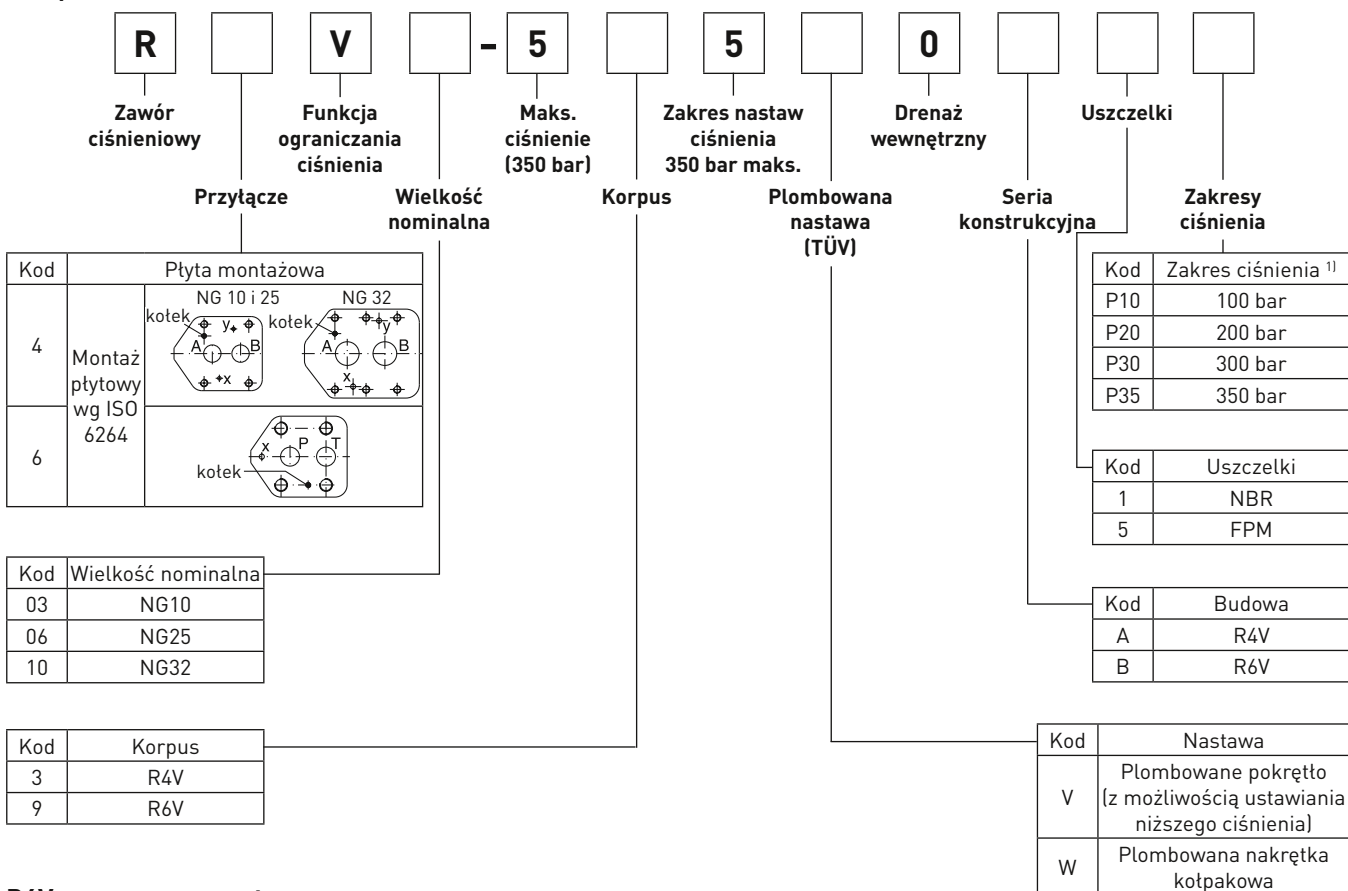 R V - 5 5 0
Zawór
ciśnieniowy
Funkcja
ograniczania
ciśnienia
Maks.
ciśnienie
(350 bar)
Zakres nastaw
ciśnienia
350 bar maks.
Drenaż
wewnętrzny
Uszczelki
Przyłącze
Wielkość
nominalna
Korpus
Plombowana
nastawa
(TÜV)
Seria
konstrukcyjna
Zakresy
ciśnienia
Kod Płyta montażowa
4
6
Montaż
płytowy
wg ISO
6264
NG 10 i 25 NG 32
kołek y kołek y
A B A B
x x
x P T
kołek
Kod Zakres ciśnienia 1)
P10 100 bar
P20 200 bar
P30 300 bar
P35 350 bar
Kod Uszczelki
1 NBR
5 FPM
Kod Wielkość nominalna
03 NG10
06 NG25
10 NG32
Kod Budowa
A R4V
B R6V
Kod Korpus
3 R4V
9 R6V
Kod Nastawa
V Plombowane pokrętło
(z możliwością ustawiania
niższego ciśnienia)
W Plombowana nakrętka
kołpakowa